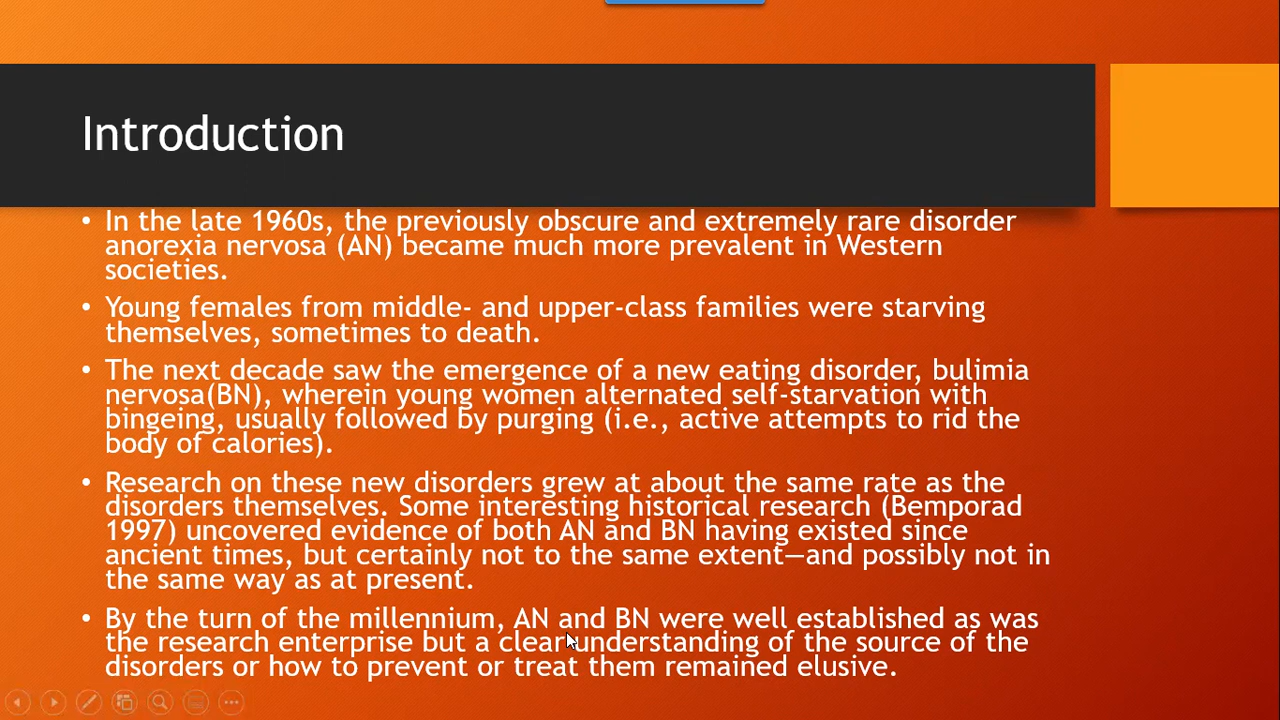 Introduction
• In the late 1960s, the previously obscure and extremely rare disorder
anorexia nervosa (AN) became much more prevalent in Western
societies.
• Young females from middle- and upper-class families were starving
themselves, sometimes to death.
• The next decade saw the emergence of a new eating disorder, bulimia
nervosa(BN), wherein young women alternated self-starvation with
bingeing, usually followed by purging (i.e., active attempts to rid the
body of calories).
• Research on these new disorders grew at about the same rate as the
disorders themselves. Some interesting historical research (Bemporad
1997) uncovered evidence of both AN and BN having existed since
ancient times, but certainly not to the same extent—and possibly not in
the same way as at present.
• By the turn of the millennium, AN and BN were well established as was
the research enterprise but a clear understanding of the source of the
disorders or how to prevent or treat them remained elusive.